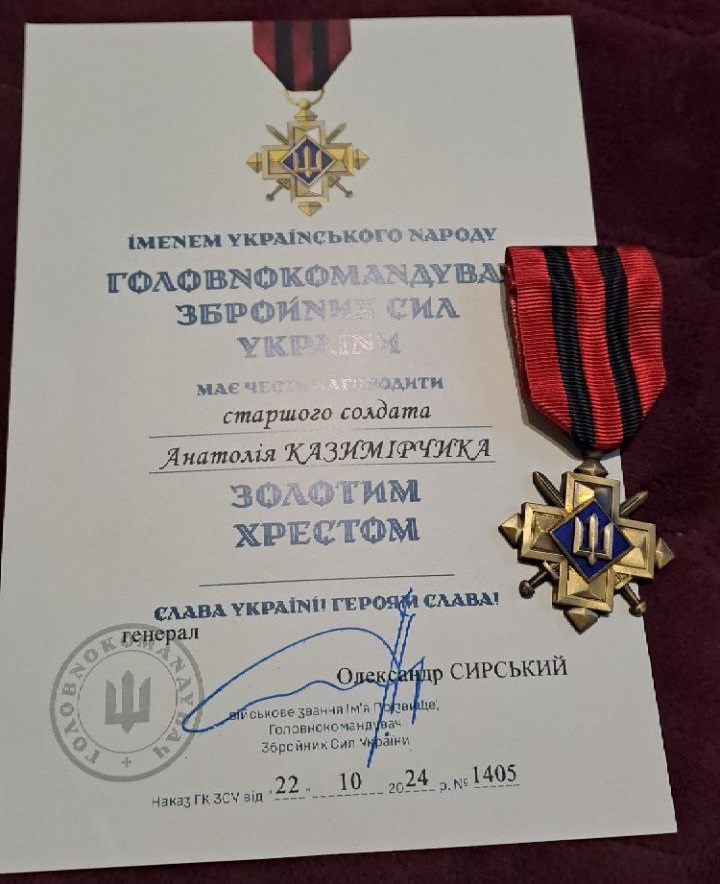 ІМЕНЕМ УКРАЇНСЬКОГО НАРОДУ
ГОЛОВНОКОМАНДУВА
ЗБРОЙНИХ СИЛ
УКРАЇНИ
МАЄ ЧЕСТЬ НАГОРОДИТИ
старшого солдата
Анатолія КАЗИМІРЧИКА
ЗОЛОТИМ
ХРЕСТОМ
СЛАВА УКРАЇНІ! ГЕРОЯМ СЛАВА!
генерал
Олександр СИРСЬКИЙ
військове звання ім'я прізвище,
Головнокомандувач
Збройних Сил України
ГОЛОВНОКОМАНДУВАЧ
Наказ ГК ЗСУ від "22" 10 2024 р. № 1405